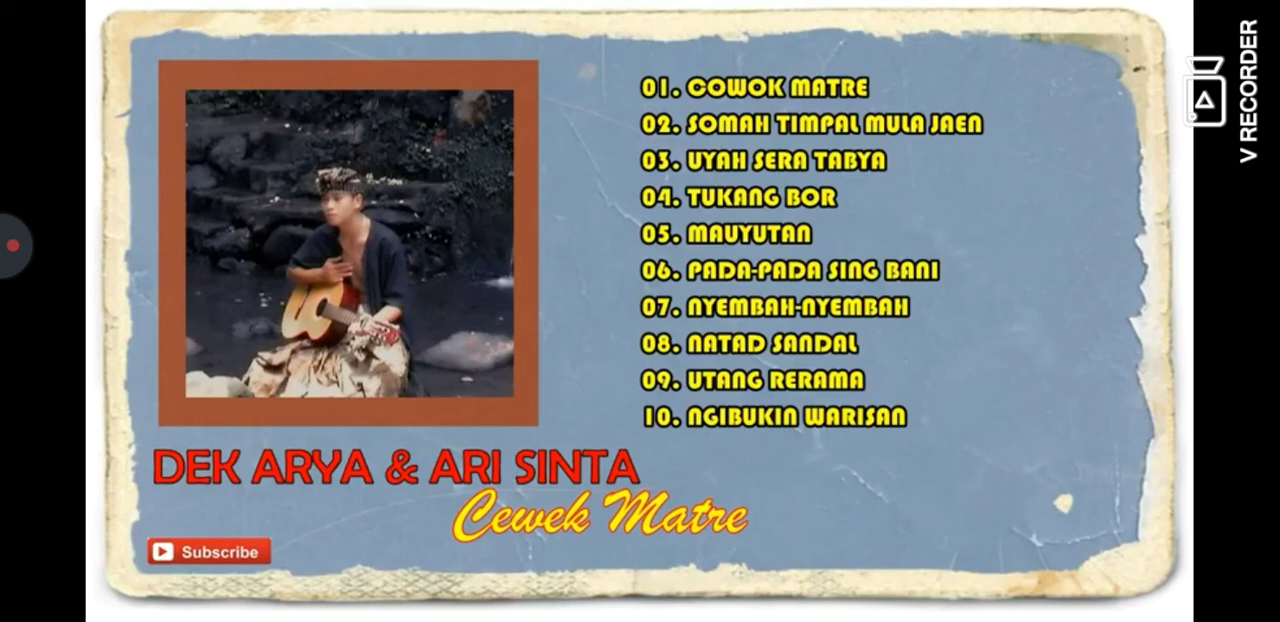 01. COWOK MATRE
02. SOMAH TIMPAL MULA JAEN
03. UYAH SERA TABYA
04. TUKANG BOR
05. MAUYUTAN
06. PADA-PADA SING BANI
07. NYEMBAH-NYEMBAH
08. NATAD SANDAL
09. UTANG RERAMA
10. NGIBUKIN WARISAN
DEK ARYA & ARI SINTA
Cewek Matre
Subscribe
V RECORDER